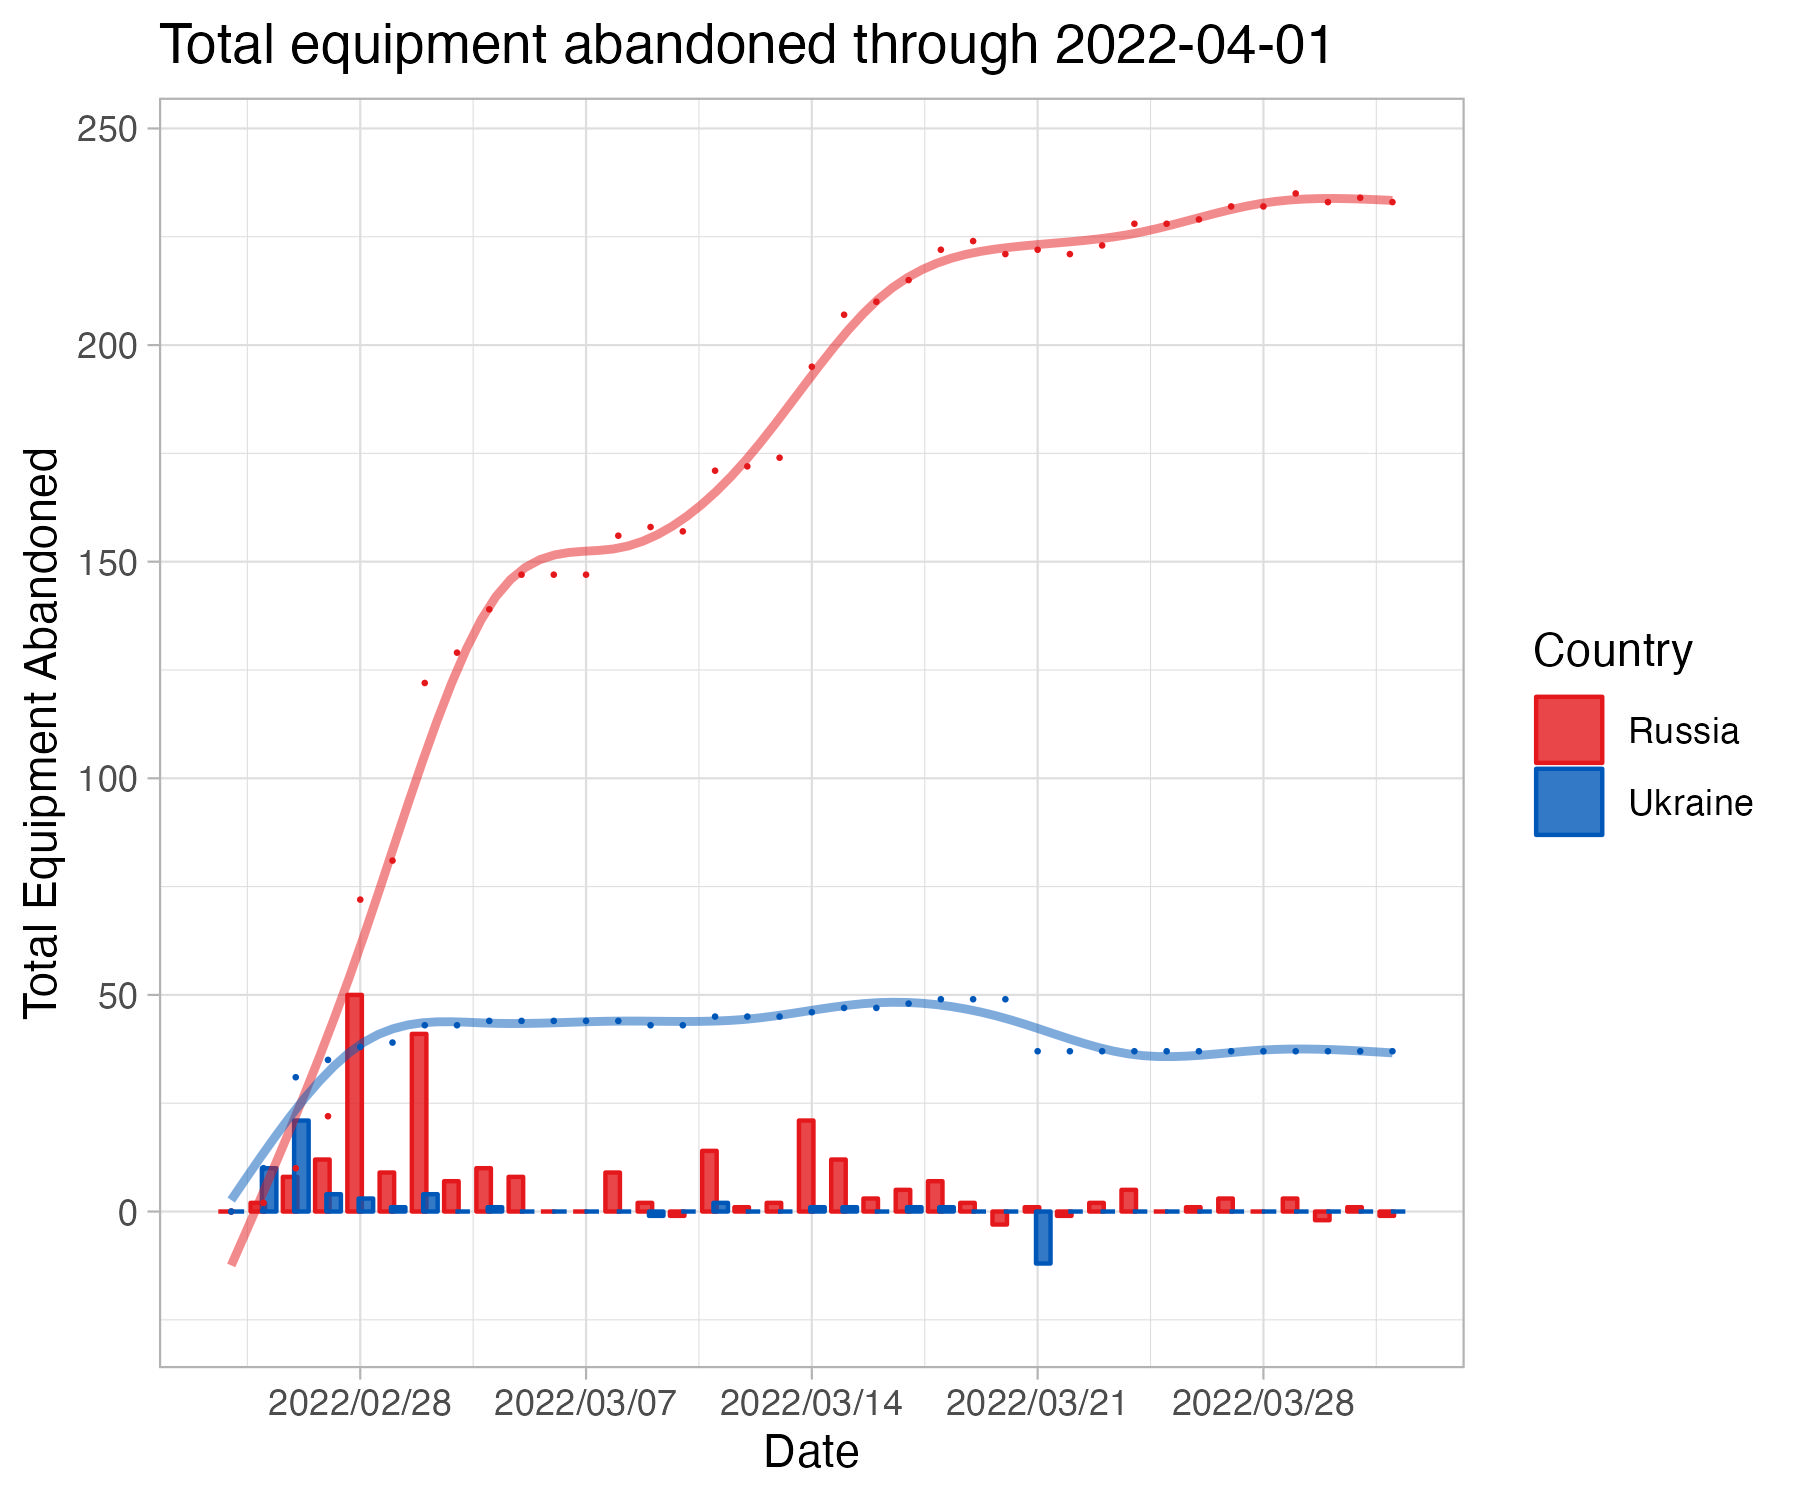 Total equipment abandoned through 2022-04-01
Total Equipment Abandoned
250
200
150
100
50
0
2022/02/28 2022/03/07 2022/03/14 2022/03/21 2022/03/28
Date
Country
Russia
Ukraine